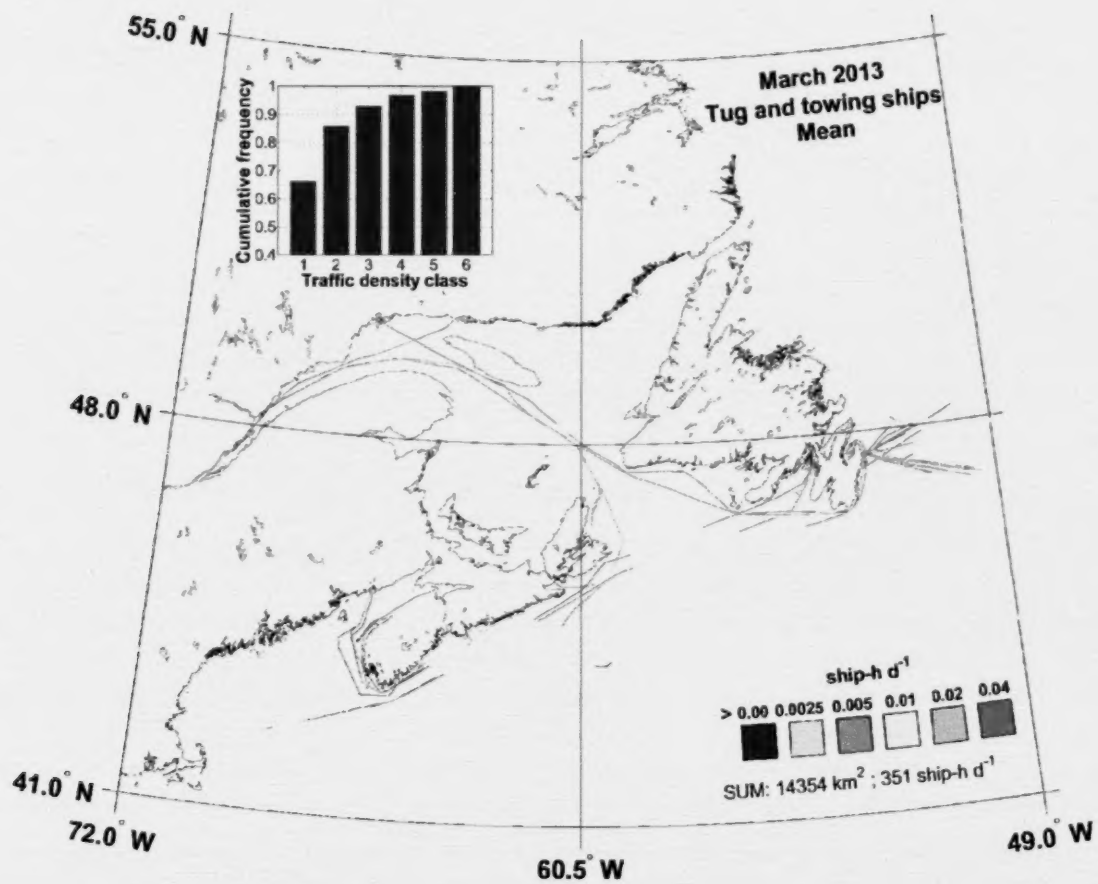 55.0° N
March 2013
Tug and towing ships
Mean
Cumulative frequency
1
0.9
0.8
0.7
0.6
0.5
0.4
1 2 3 4 5 6
Traffic density class
48.0° N
ship-h d⁻¹
> 0.00 0.0025 0.005 0.01 0.02 0.04
SUM: 14354 km² ; 351 ship-h d⁻¹
41.0° N
72.0° W
60.5° W
49.0° W